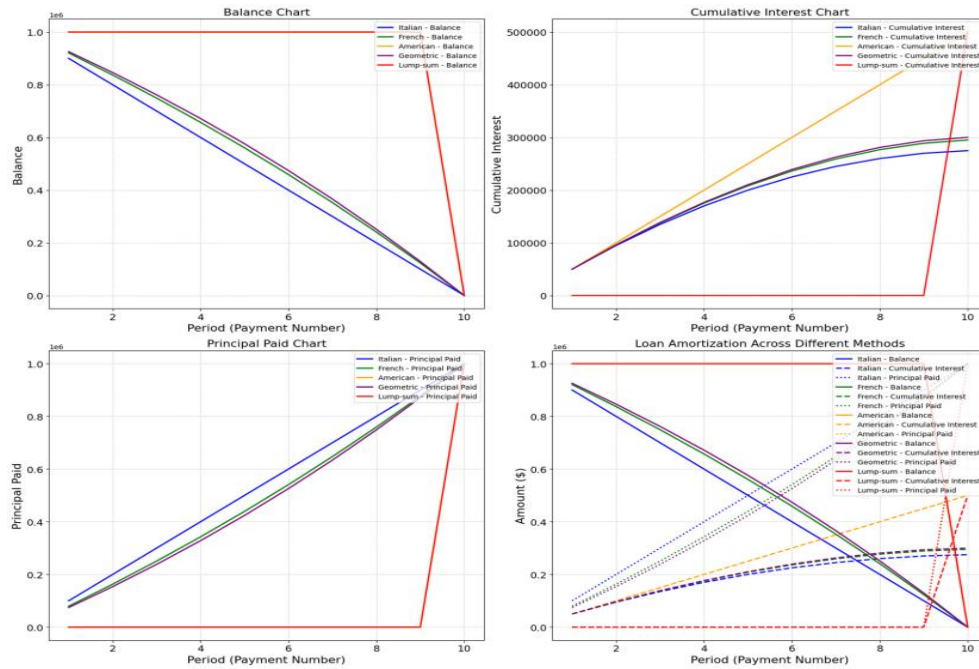 Balance Chart
1e6
Italian - Balance
French - Balance
American - Balance
Geometric - Balance
Lump-sum - Balance
1.0
0.8
0.6
0.4
0.2
0.0
Balance
2 4 6 8 10
Period (Payment Number)
Cumulative Interest Chart
Italian - Cumulative Interest
French - Cumulative Interest
American - Cumulative Interest
Geometric - Cumulative Interest
Lump-sum - Cumulative Interest
500000
400000
300000
200000
100000
0
Cumulative Interest
2 4 6 8 10
Period (Payment Number)
Principal Paid Chart
1e6
Italian - Principal Paid
French - Principal Paid
American - Principal Paid
Geometric - Principal Paid
Lump-sum - Principal Paid
1.0
0.8
0.6
0.4
0.2
0.0
Principal Paid
2 4 6 8 10
Period (Payment Number)
Loan Amortization Across Different Methods
1e6
Italian - Balance
Italian - Cumulative Interest
Italian - Principal Paid
French - Balance
French - Cumulative Interest
French - Principal Paid
American - Balance
American - Cumulative Interest
American - Principal Paid
Geometric - Balance
Geometric - Cumulative Interest
Geometric - Principal Paid
Lump-sum - Balance
Lump-sum - Cumulative Interest
Lump-sum - Principal Paid
1.0
0.8
0.6
0.4
0.2
0.0
Amount ($)
2 4 6 8 10
Period (Payment Number)